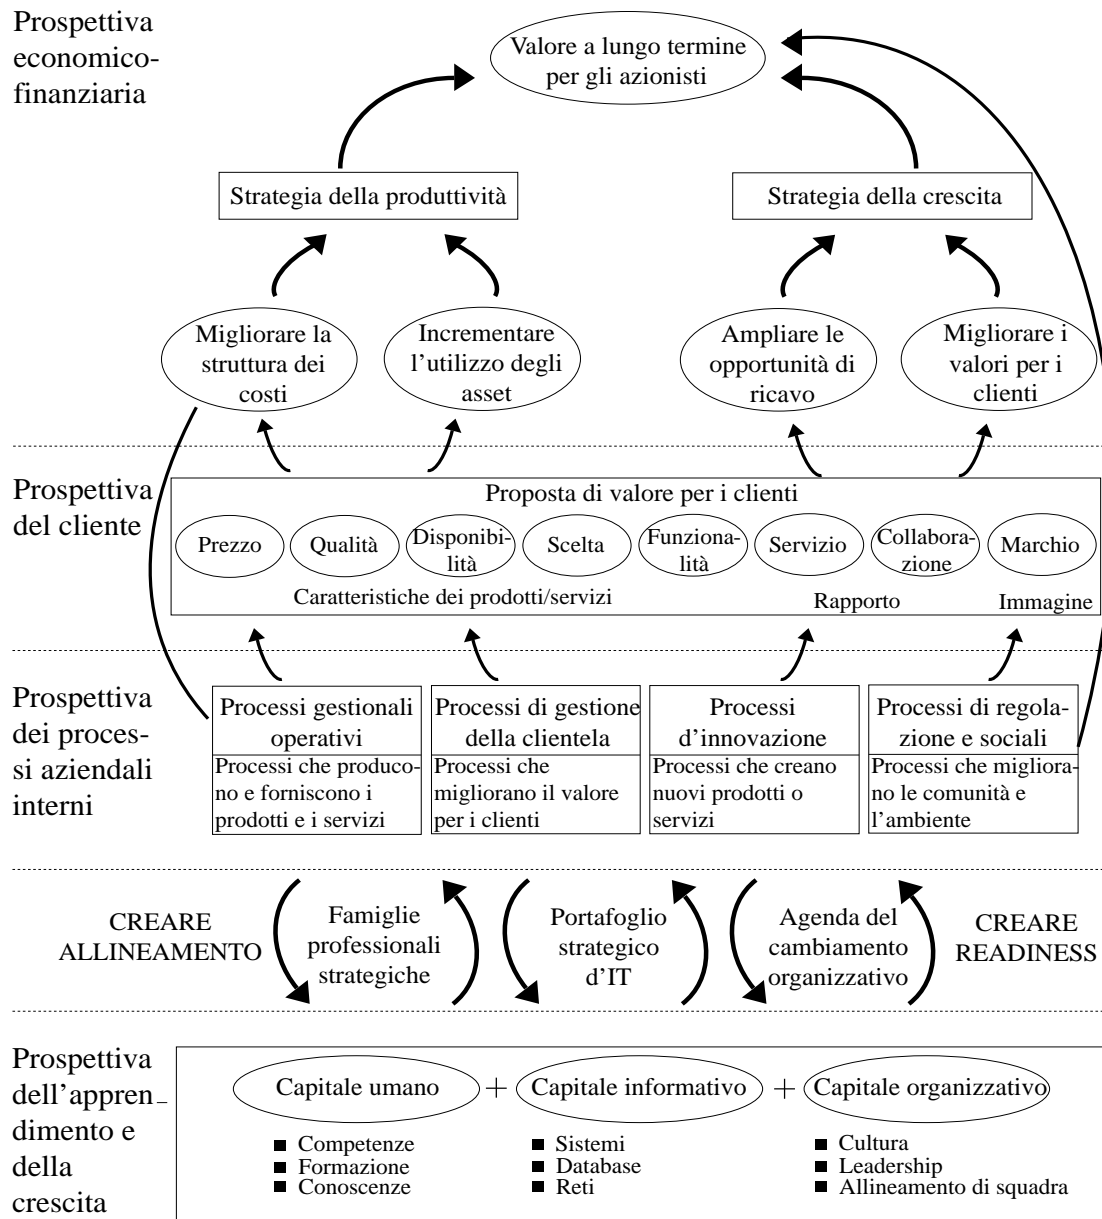 Prospettiva
economico-
finanziaria
Valore a lungo termine
per gli azionisti
Strategia della produttività
Strategia della crescita
Migliorare la
struttura dei
costi
Incrementare
l’utilizzo degli
asset
Ampliare le
opportunità di
ricavo
Migliorare i
valori per i
clienti
Prospettiva
del cliente
Proposta di valore per i clienti
Prezzo
Qualità
Disponibi-
lità
Scelta
Funziona-
lità
Servizio
Collabora-
zione
Marchio
Caratteristiche dei prodotti/servizi
Rapporto
Immagine
Prospettiva
dei proces-
si aziendali
interni
Processi gestionali
operativi
Processi che produco-
no e forniscono i
prodotti e i servizi
Processi di gestione
della clientela
Processi che
migliorano il valore
per i clienti
Processi
d’innovazione
Processi che creano
nuovi prodotti o
servizi
Processi di regola-
zione e sociali
Processi che migliora-
no le comunità e
l’ambiente
CREARE
ALLINEAMENTO
Famiglie
professionali
strategiche
Portafoglio
strategico
d’IT
Agenda del
cambiamento
organizzativo
CREARE
READINESS
Prospettiva
dell’appren-
dimento e
della
crescita
Capitale umano + Capitale informativo + Capitale organizzativo
■ Competenze
■ Formazione
■ Conoscenze
■ Sistemi
■ Database
■ Reti
■ Cultura
■ Leadership
■ Allineamento di squadra